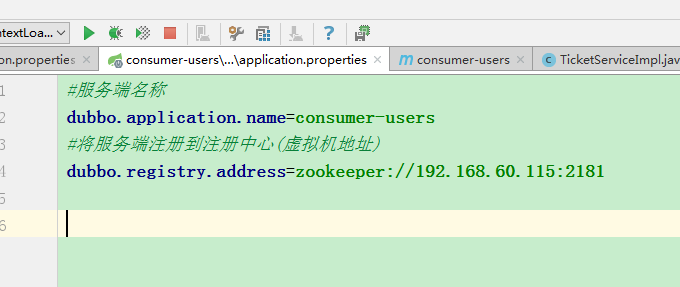 ntextLoa...
on.properties
consumer-users\...\application.properties
consumer-users
TicketServiceImpl.java
1 #服务端名称
2 dubbo.application.name=consumer-users
3 #将服务端注册到注册中心(虚拟机地址)
4 dubbo.registry.address=zookeeper://192.168.60.115:2181
5
6